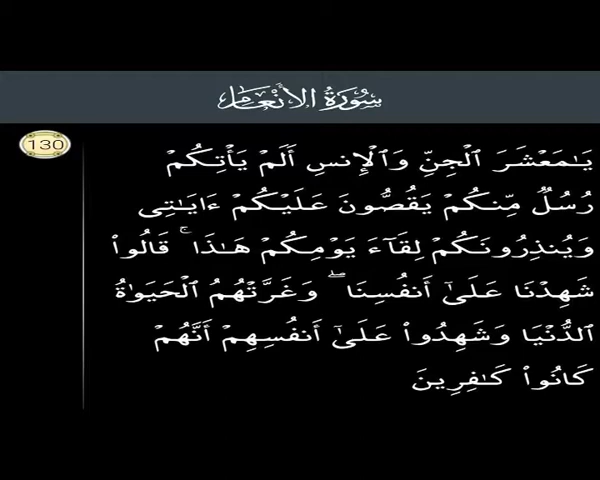 سُورَةُ الأَنْعَامِ
130
يَـٰمَعْشَرَ ٱلْجِنِّ وَٱلْإِنسِ أَلَمْ يَأْتِكُمْ
رُسُلٌ مِّنكُمْ يَقُصُّونَ عَلَيْكُمْ ءَايَـٰتِى
وَيُنذِرُونَكُمْ لِقَآءَ يَوْمِكُمْ هَـٰذَا ۚ قَالُوا۟
شَهِدْنَا عَلَىٰٓ أَنفُسِنَا ۖ وَغَرَّتْهُمُ ٱلْحَيَوٰةُ
ٱلدُّنْيَا وَشَهِدُوا۟ عَلَىٰٓ أَنفُسِهِمْ أَنَّهُمْ
كَانُوا۟ كَـٰفِرِينَ